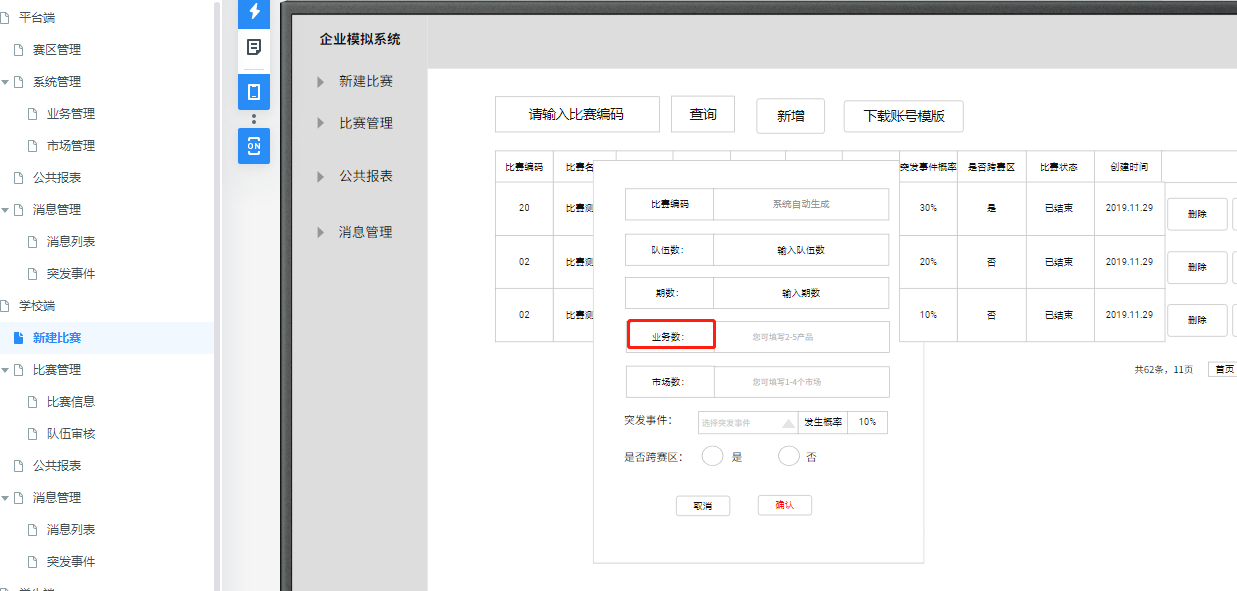 平台端
赛区管理
系统管理
业务管理
市场管理
公共报表
消息管理
消息列表
突发事件
学校端
新建比赛
比赛管理
比赛信息
队伍审核
公共报表
消息管理
消息列表
突发事件
ON
企业模拟系统
新建比赛
比赛管理
公共报表
消息管理
请输入比赛编码 查询 新增 下载账号模版
比赛编码 比赛名 突发事件概率 是否跨赛区 比赛状态 创建时间
20 比赛测 30% 是 已结束 2019.11.29 删除
02 比赛测 20% 否 已结束 2019.11.29 删除
02 比赛测 10% 否 已结束 2019.11.29 删除
共62条，11页 首页
比赛编码 系统自动生成
队伍数： 输入队伍数
期数： 输入期数
业务数： 您可填写2-5产品
市场数： 您可填写1-4个市场
突发事件： 选择突发事件 发生概率 10%
是否跨赛区： 是 否
取消 确认